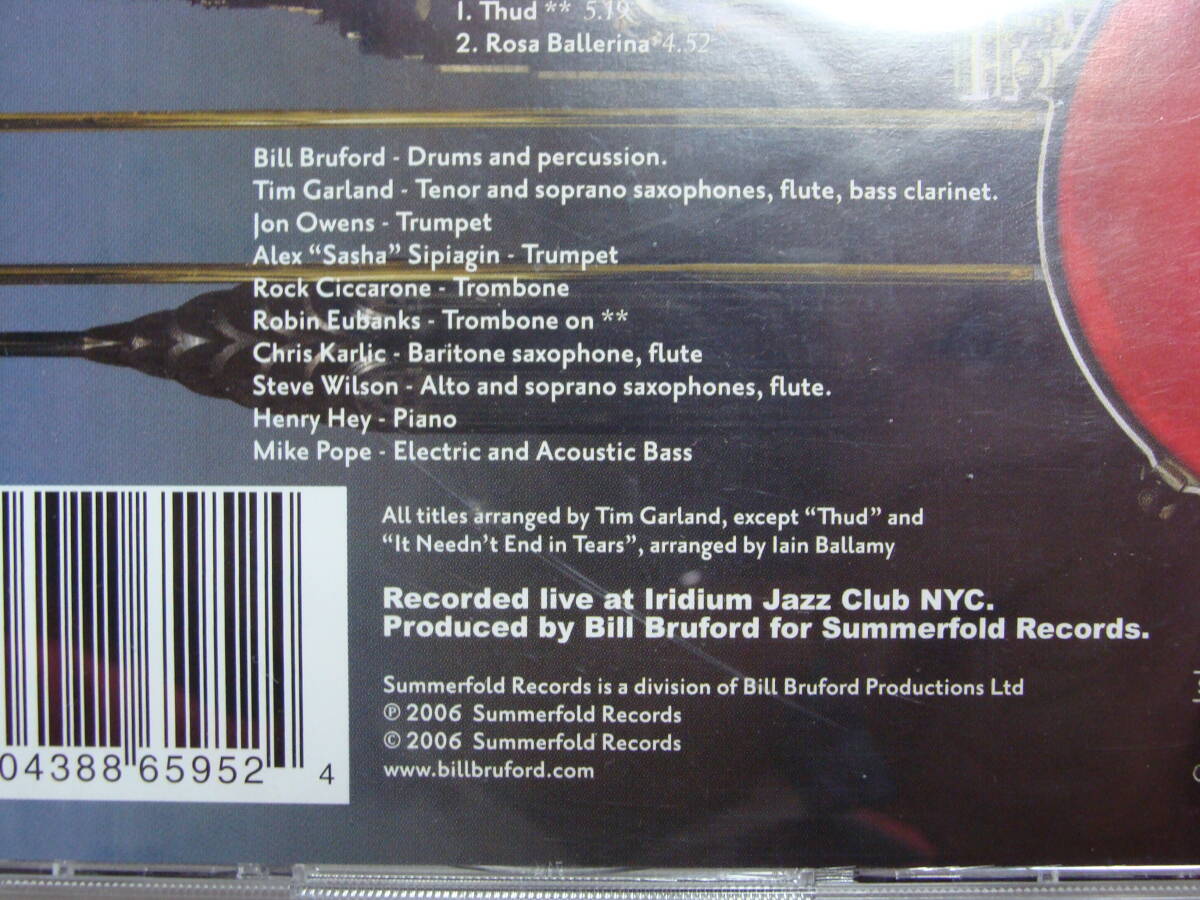 1. Thud ** 5.19
2. Rosa Ballerina 4.52
Bill Bruford - Drums and percussion.
Tim Garland - Tenor and soprano saxophones, flute, bass clarinet.
Jon Owens - Trumpet
Alex “Sasha” Sipiagin - Trumpet
Rock Ciccarone - Trombone
Robin Eubanks - Trombone on **
Chris Karlic - Baritone saxophone, flute
Steve Wilson - Alto and soprano saxophones, flute.
Henry Hey - Piano
Mike Pope - Electric and Acoustic Bass
All titles arranged by Tim Garland, except “Thud” and
“It Needn’t End in Tears”, arranged by Iain Ballamy
Recorded live at Iridium Jazz Club NYC.
Produced by Bill Bruford for Summerfold Records.
Summerfold Records is a division of Bill Bruford Productions Ltd
℗ 2006 Summerfold Records
© 2006 Summerfold Records
www.billbruford.com
04388 65952 4